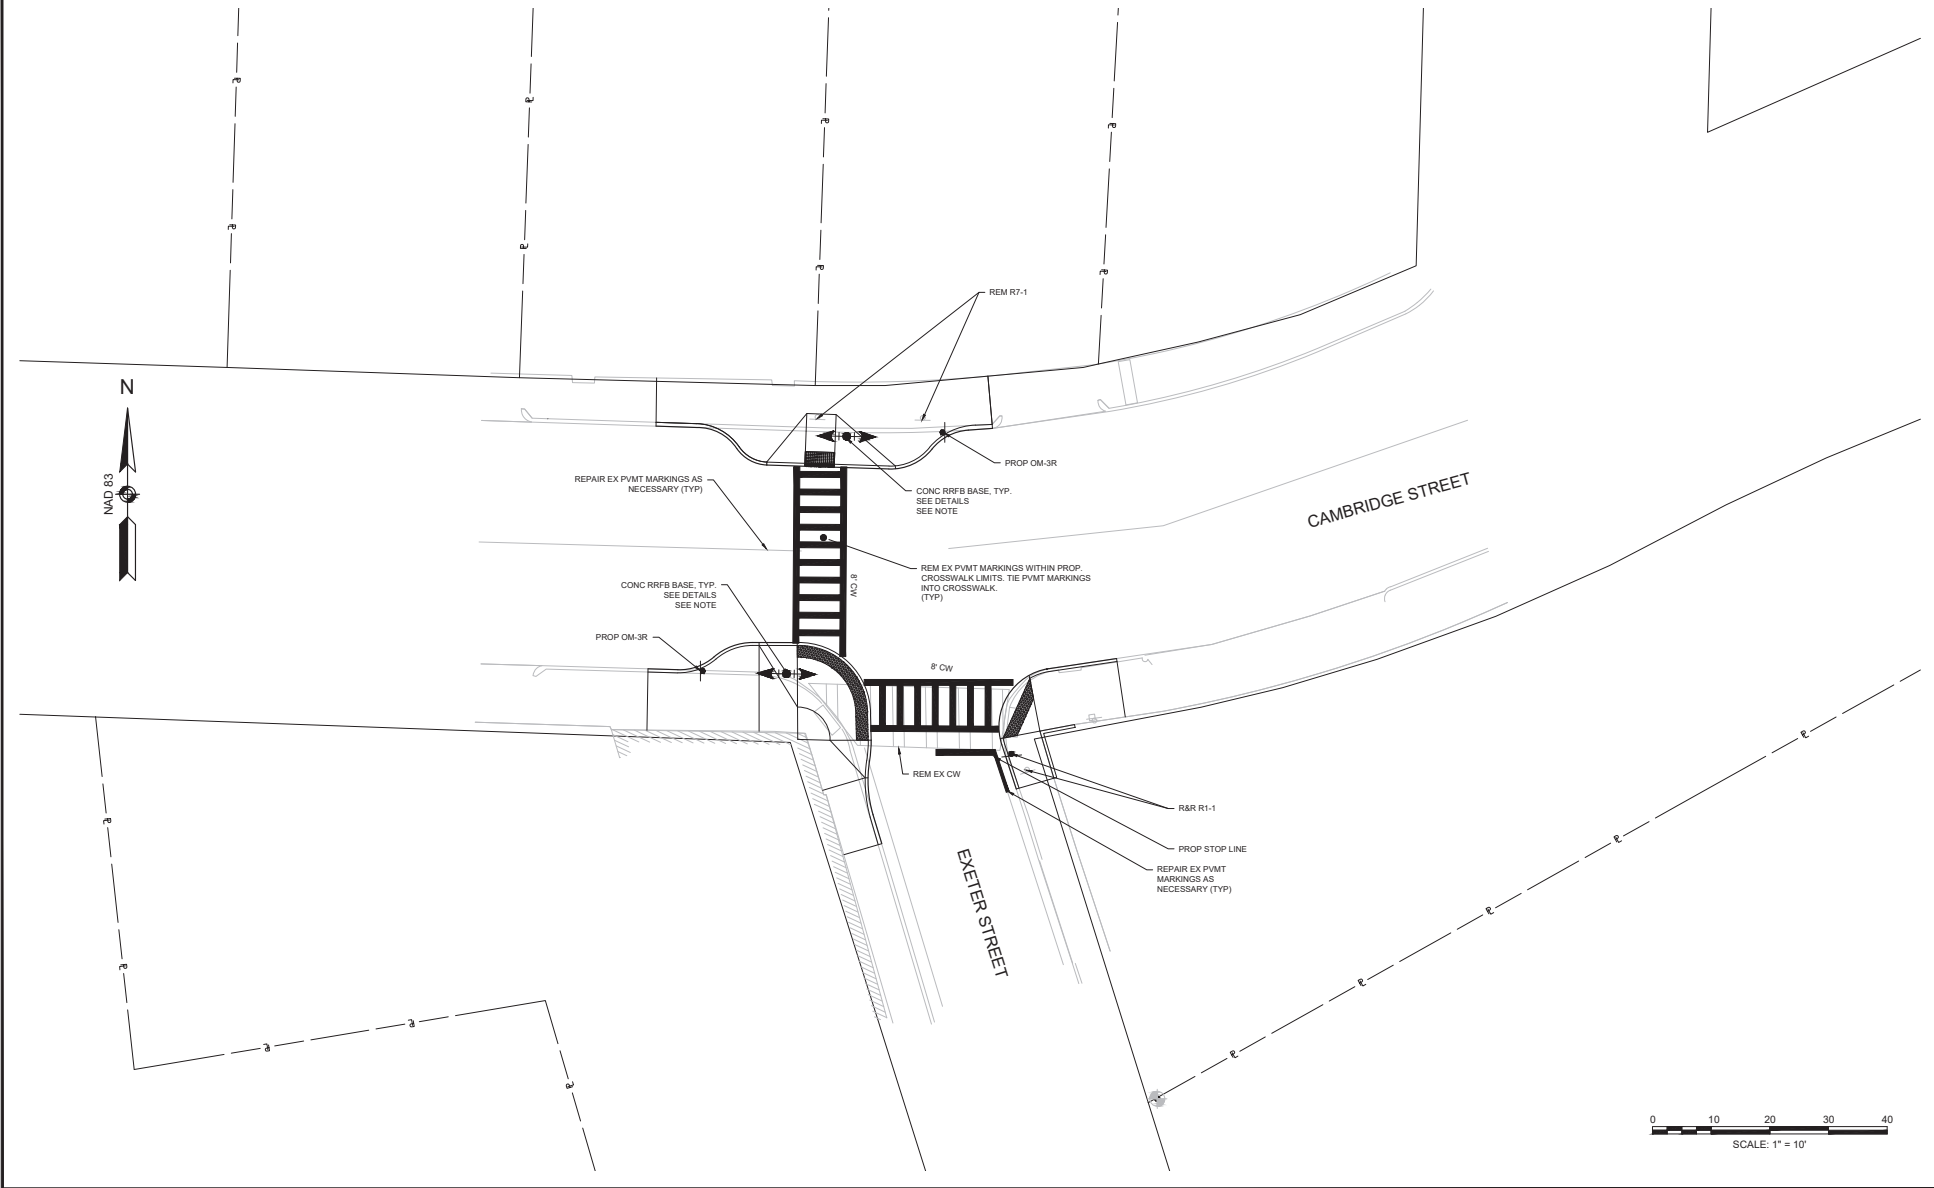 REM R7-1
N
NAD 83
PROP OM-3R
REPAIR EX PVMT MARKINGS AS
NECESSARY (TYP)
CONC RRFB BASE, TYP.
SEE DETAILS
SEE NOTE
CAMBRIDGE STREET
REM EX PVMT MARKINGS WITHIN PROP.
CROSSWALK LIMITS. TIE PVMT MARKINGS
INTO CROSSWALK.
(TYP)
8' CW
CONC RRFB BASE, TYP.
SEE DETAILS
SEE NOTE
PROP OM-3R
8' CW
REM EX CW
R&R R1-1
PROP STOP LINE
REPAIR EX PVMT
MARKINGS AS
NECESSARY (TYP)
EXETER STREET
0 10 20 30 40
SCALE: 1" = 10'